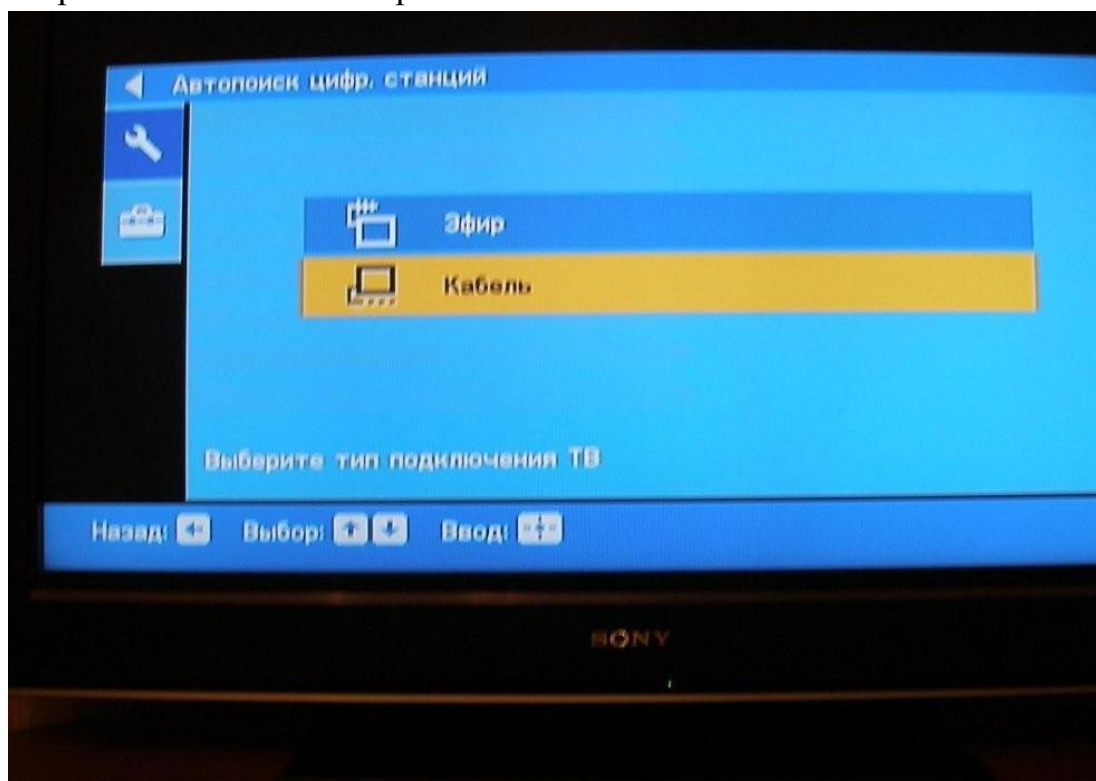 Автопоиск цифр. станций
Эфир
Кабель
Выберите тип подключения ТВ
Назад: Выбор: Ввод:
SONY